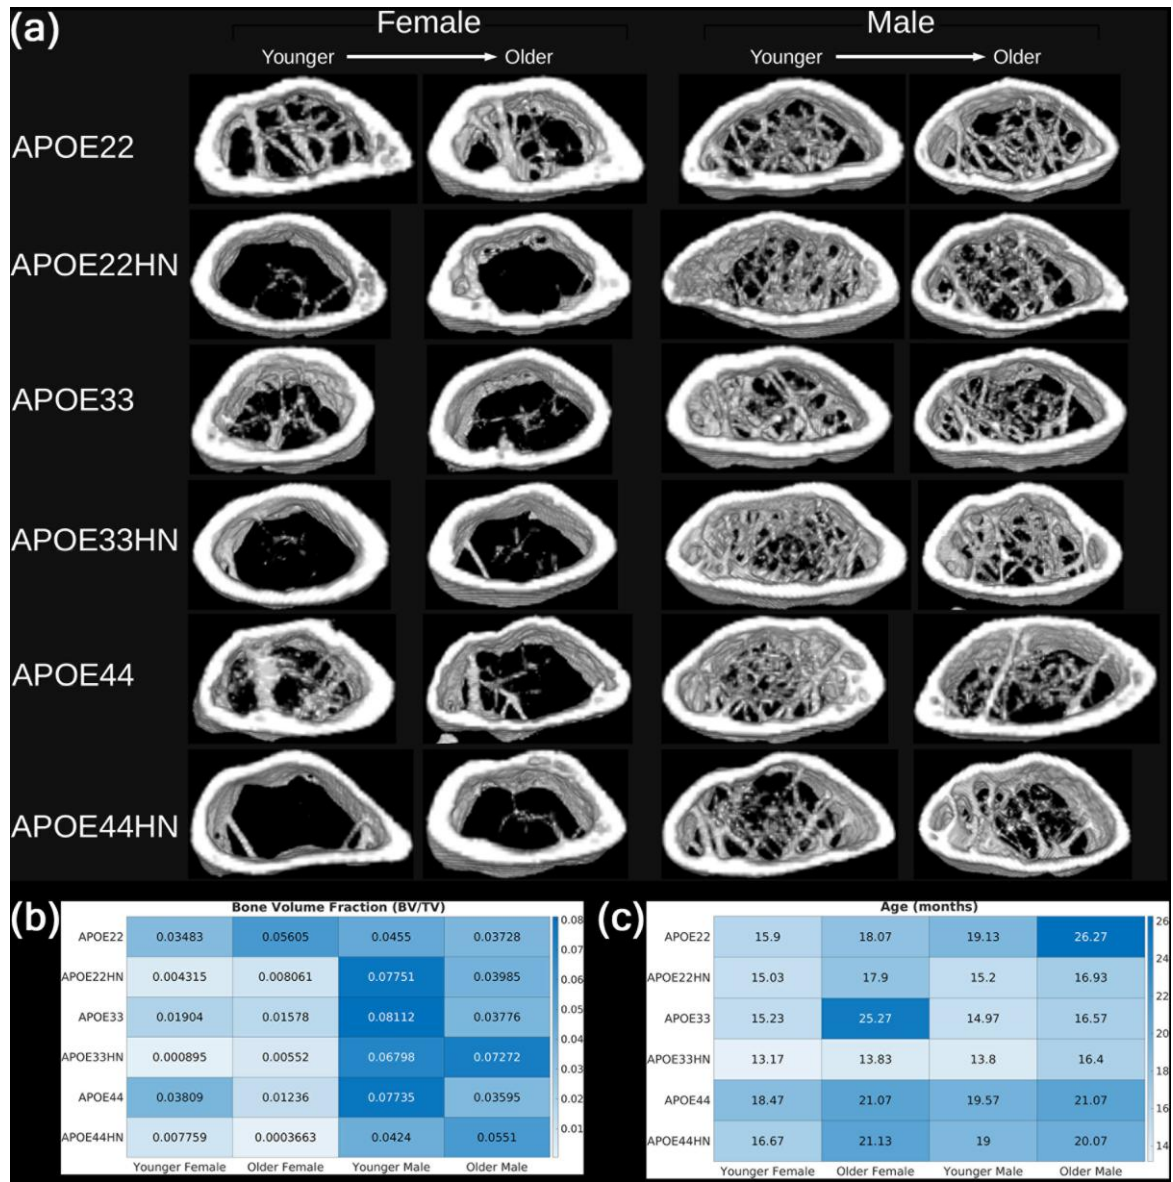 (a)
Female
Male
Younger
Older
Younger
Older
APOE22
APOE22HN
APOE33
APOE33HN
APOE44
APOE44HN
(b)
Bone Volume Fraction (BV/TV)
APOE22 0.03483 0.05605 0.0455 0.03728
APOE22HN 0.004315 0.008061 0.07751 0.03985
APOE33 0.01904 0.01578 0.08112 0.03776
APOE33HN 0.000895 0.00552 0.06798 0.07272
APOE44 0.03809 0.01236 0.07735 0.03595
APOE44HN 0.007759 0.0003663 0.0424 0.0551
Younger Female Older Female Younger Male Older Male
0.08
0.07
0.06
0.05
0.04
0.03
0.02
0.01
(c)
Age (months)
APOE22 15.9 18.07 19.13 26.27
APOE22HN 15.03 17.9 15.2 16.93
APOE33 15.23 25.27 14.97 16.57
APOE33HN 13.17 13.83 13.8 16.4
APOE44 18.47 21.07 19.57 21.07
APOE44HN 16.67 21.13 19 20.07
Younger Female Older Female Younger Male Older Male
26
24
22
20
18
16
14